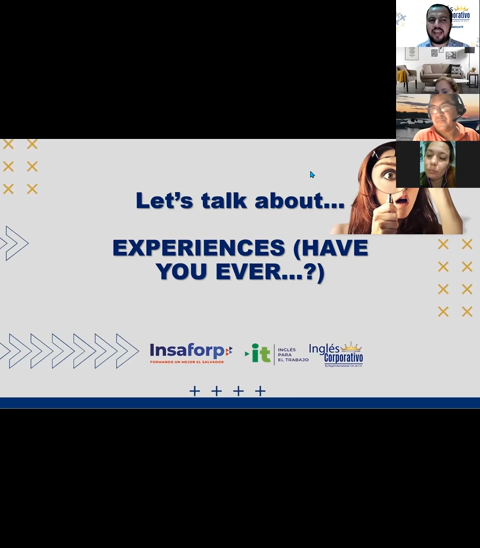 Let's talk about...
EXPERIENCES (HAVE
YOU EVER...?)
Insaforp
FORMANDO UN MEJOR EL SALVADOR
it
INGLÉS
PARA
EL TRABAJO
Inglés
Corporativo